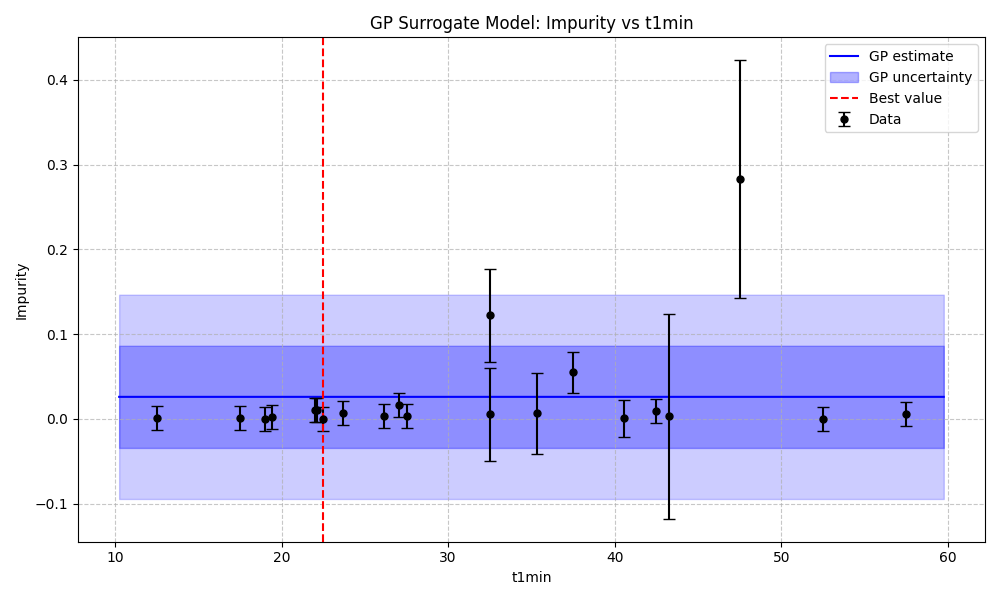 GP Surrogate Model: Impurity vs t1min
GP estimate
GP uncertainty
Best value
Data
Impurity
0.4
0.3
0.2
0.1
0.0
−0.1
10
20
30
40
50
60
t1min